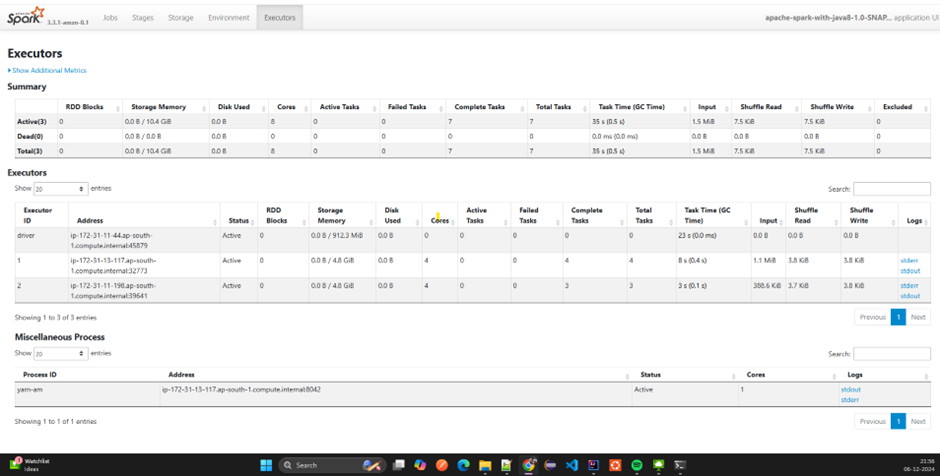 APACHE Spark 3.3.1-amzn-0.1 Jobs Stages Storage Environment Executors apache-spark-with-java8-1.0-SNAP... application UI
Executors
Show Additional Metrics
Summary
RDD Blocks Storage Memory Disk Used Cores Active Tasks Failed Tasks Complete Tasks Total Tasks Task Time (GC Time) Input Shuffle Read Shuffle Write Excluded
Active(3) 0 0.0 B / 10.4 GiB 0.0 B 8 0 0 7 7 35 s (0.5 s) 1.5 MiB 7.5 KiB 7.5 KiB 0
Dead(0) 0 0.0 B / 0.0 B 0.0 B 0 0 0 0 0 0.0 ms (0.0 ms) 0.0 B 0.0 B 0.0 B 0
Total(3) 0 0.0 B / 10.4 GiB 0.0 B 8 0 0 7 7 35 s (0.5 s) 1.5 MiB 7.5 KiB 7.5 KiB 0
Executors
Show 20 entries Search:
Executor ID Address Status RDD Blocks Storage Memory Disk Used Cores Active Tasks Failed Tasks Complete Tasks Total Tasks Task Time (GC Time) Input Shuffle Read Shuffle Write Logs
driver ip-172-31-11-44.ap-south-1.compute.internal:45879 Active 0 0.0 B / 912.3 MiB 0.0 B 0 0 0 0 0 23 s (0.0 ms) 0.0 B 0.0 B 0.0 B
1 ip-172-31-13-117.ap-south-1.compute.internal:32773 Active 0 0.0 B / 4.8 GiB 0.0 B 4 0 0 4 4 8 s (0.4 s) 1.1 MiB 3.8 KiB 3.8 KiB stderr
stdout
2 ip-172-31-11-198.ap-south-1.compute.internal:39641 Active 0 0.0 B / 4.8 GiB 0.0 B 4 0 0 3 3 3 s (0.1 s) 388.6 KiB 3.7 KiB 3.8 KiB stderr
stdout
Showing 1 to 3 of 3 entries Previous 1 Next
Miscellaneous Process
Show 20 entries Search:
Process ID Address Status Cores Logs
yarn-am ip-172-31-13-117.ap-south-1.compute.internal:8042 Active 1 stdout
stderr
Showing 1 to 1 of 1 entries Previous 1 Next
Watchlist
Ideas
Search
21:56
06-12-2024